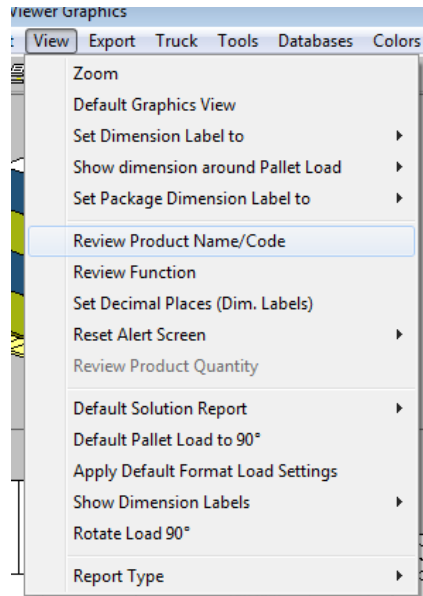 Viewer Graphics
View Export Truck Tools Databases Colors
Zoom
Default Graphics View
Set Dimension Label to
Show dimension around Pallet Load
Set Package Dimension Label to
Review Product Name/Code
Review Function
Set Decimal Places (Dim. Labels)
Reset Alert Screen
Review Product Quantity
Default Solution Report
Default Pallet Load to 90°
Apply Default Format Load Settings
Show Dimension Labels
Rotate Load 90°
Report Type